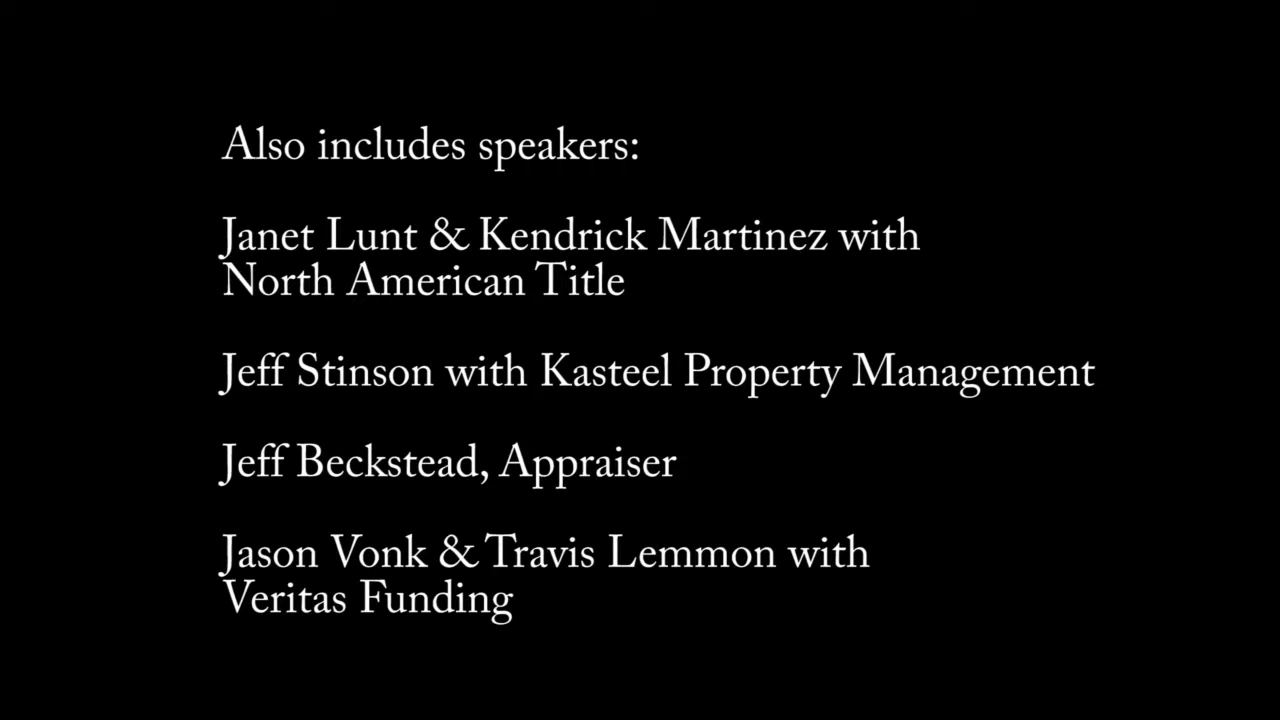 Also includes speakers:
Janet Lunt & Kendrick Martinez with
North American Title
Jeff Stinson with Kasteel Property Management
Jeff Beckstead, Appraiser
Jason Vonk & Travis Lemmon with
Veritas Funding